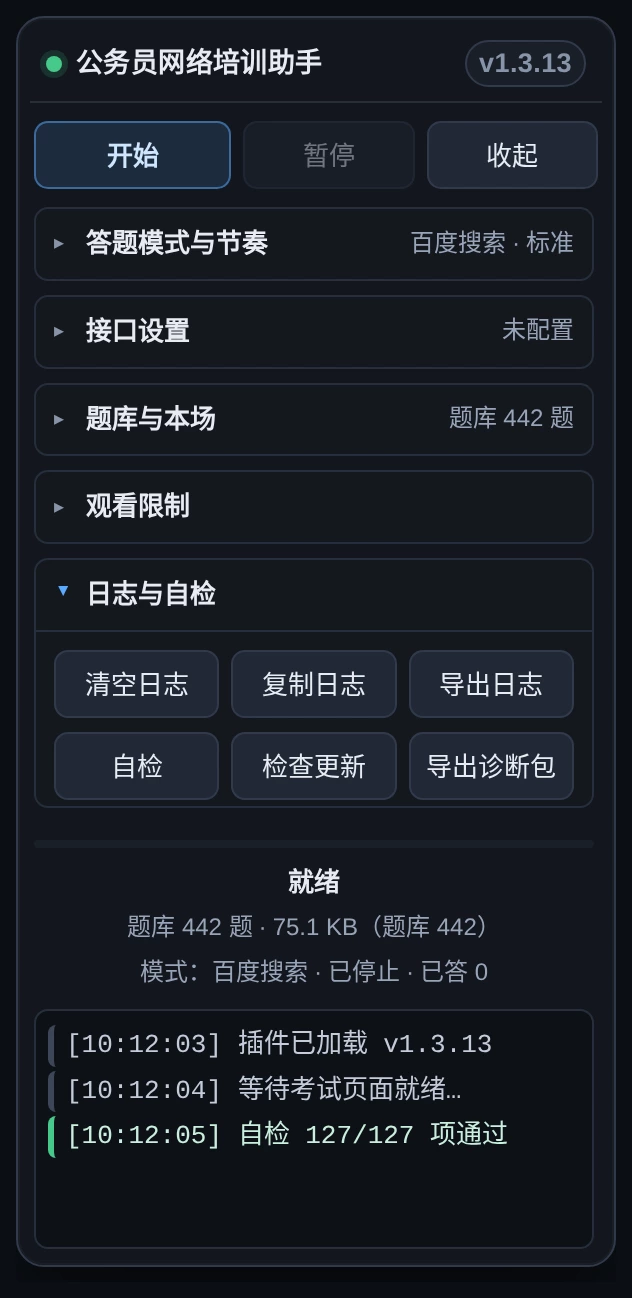 公务员网络培训助手 v1.3.13
开始 暂停 收起
▸ 答题模式与节奏 百度搜索 · 标准
▸ 接口设置 未配置
▸ 题库与本场 题库 442 题
▸ 观看限制
▾ 日志与自检
清空日志 复制日志 导出日志
自检 检查更新 导出诊断包
就绪
题库 442 题 · 75.1 KB（题库 442）
模式：百度搜索 · 已停止 · 已答 0
[10:12:03] 插件已加载 v1.3.13
[10:12:04] 等待考试页面就绪…
[10:12:05] 自检 127/127 项通过